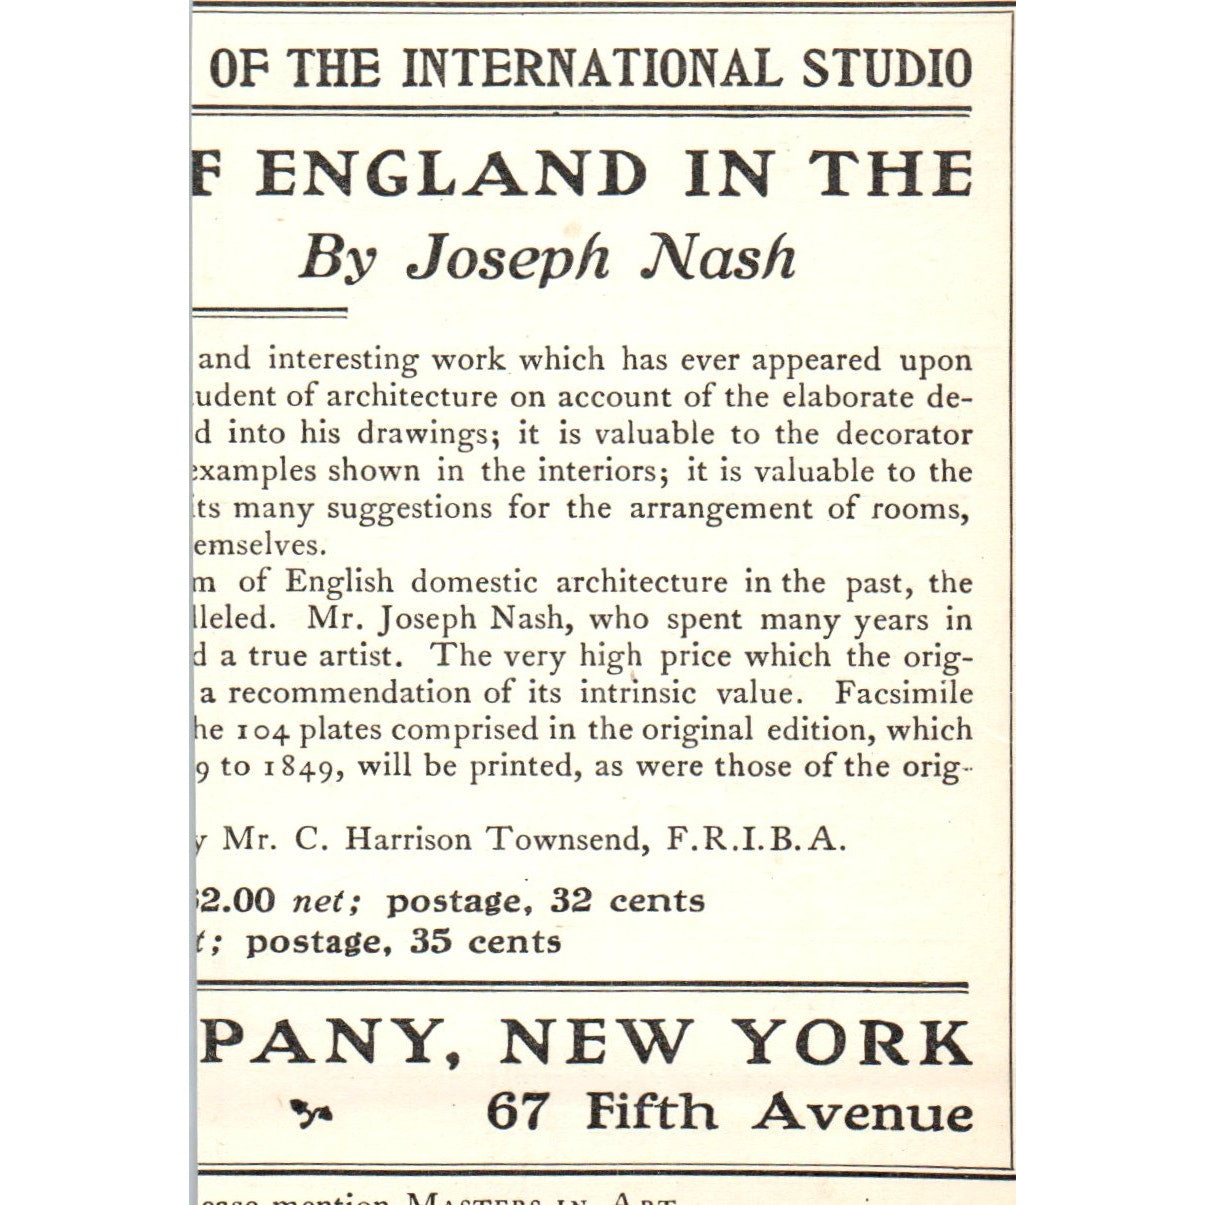 OF THE INTERNATIONAL STUDIO
F ENGLAND IN THE
By Joseph Nash
and interesting work which has ever appeared upon
udent of architecture on account of the elaborate de-
d into his drawings; it is valuable to the decorator
examples shown in the interiors; it is valuable to the
its many suggestions for the arrangement of rooms,
emselves.
m of English domestic architecture in the past, the
lleled. Mr. Joseph Nash, who spent many years in
d a true artist. The very high price which the orig-
a recommendation of its intrinsic value. Facsimile
he 104 plates comprised in the original edition, which
9 to 1849, will be printed, as were those of the orig-
y Mr. C. Harrison Townsend, F.R.I.B.A.
2.00 net; postage, 32 cents
t; postage, 35 cents
PANY, NEW YORK
67 Fifth Avenue
ease mention MASTERS IN ART